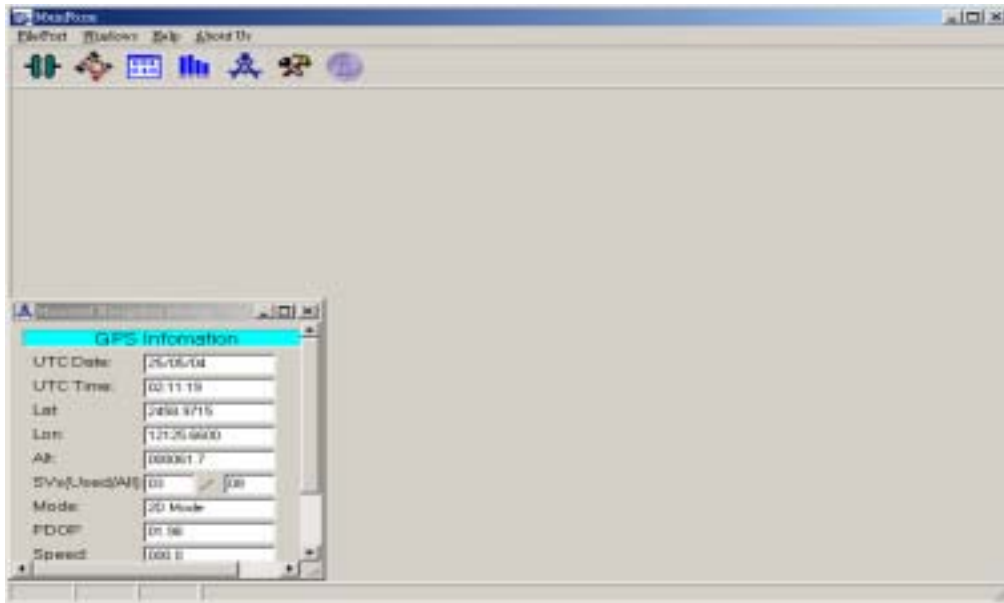 MainForm
File/Port Windows Help About Us
GPS Infomation
UTC Date: 25/05/04
UTC Time: 02:11:19
Lat 2458.9715
Lon: 12125.6600
Alt: 000061.7
SVs(Used/All) 03 / 08
Mode: 2D Mode
PDOP 01.98
Speed 000.0